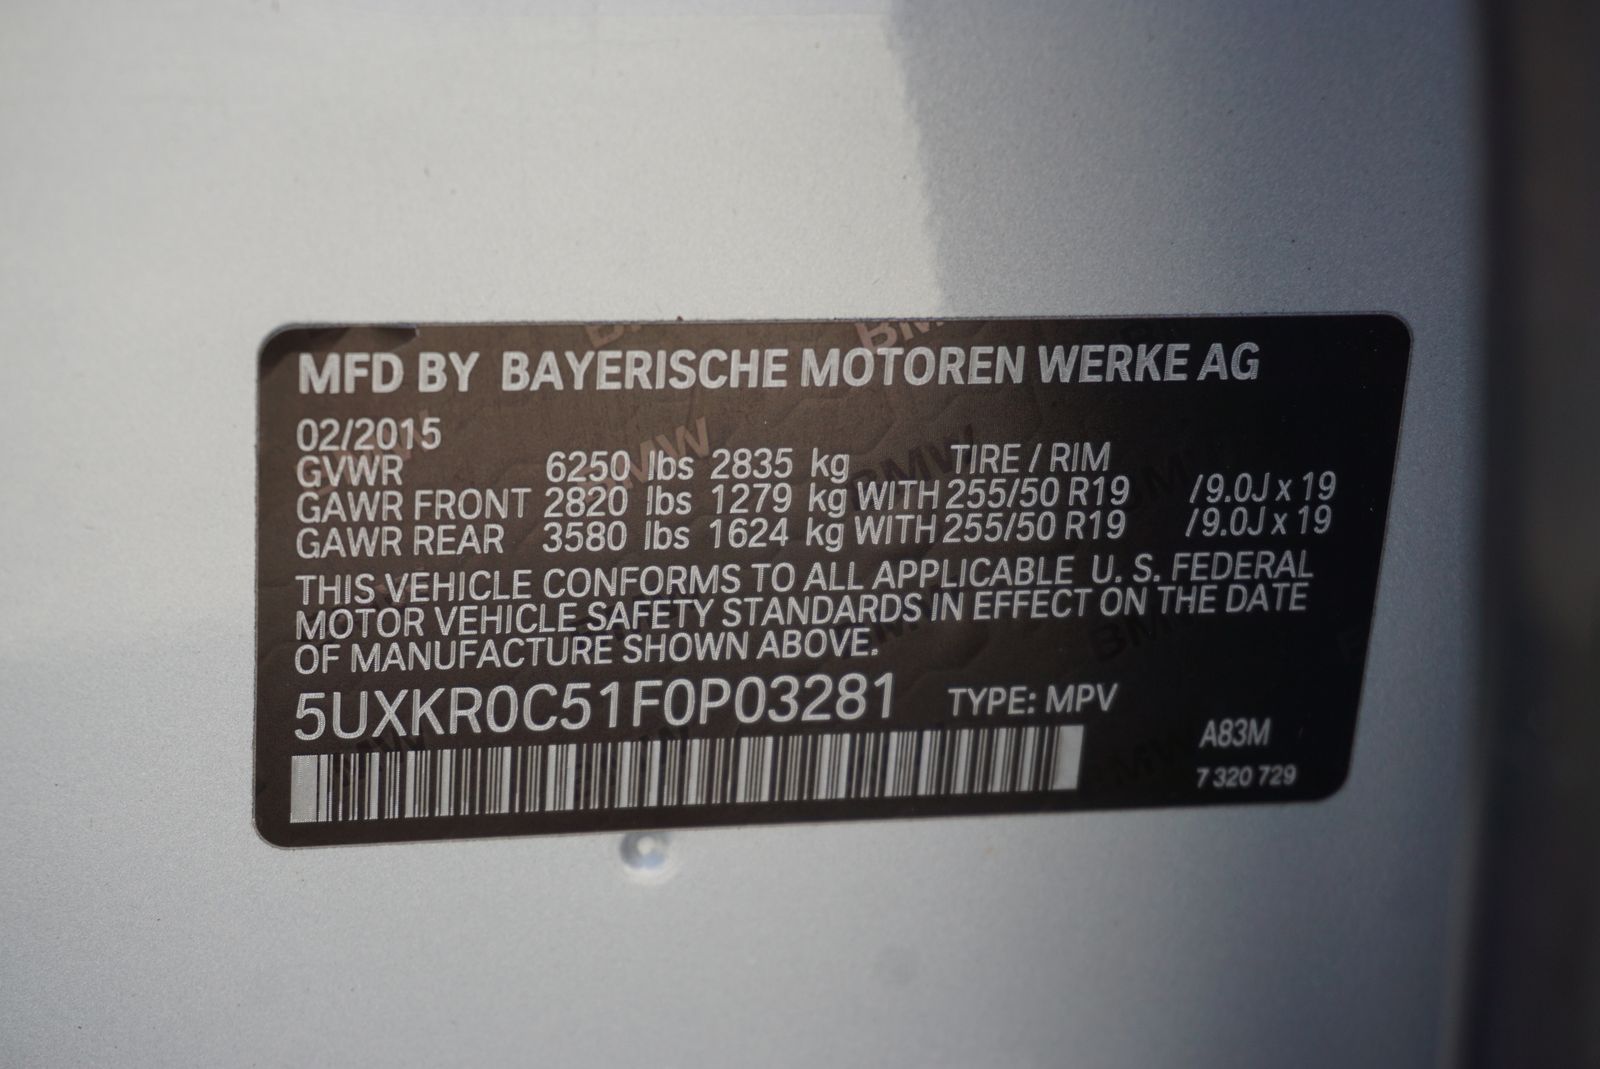 MFD BY BAYERISCHE MOTOREN WERKE AG
02/2015
GVWR 6250 lbs 2835 kg TIRE / RIM
GAWR FRONT 2820 lbs 1279 kg WITH 255/50 R19 /9.0J x 19
GAWR REAR 3580 lbs 1624 kg WITH 255/50 R19 /9.0J x 19
THIS VEHICLE CONFORMS TO ALL APPLICABLE U. S. FEDERAL
MOTOR VEHICLE SAFETY STANDARDS IN EFFECT ON THE DATE
OF MANUFACTURE SHOWN ABOVE.
5UXKR0C51F0P03281 TYPE: MPV
A83M
7 320 729